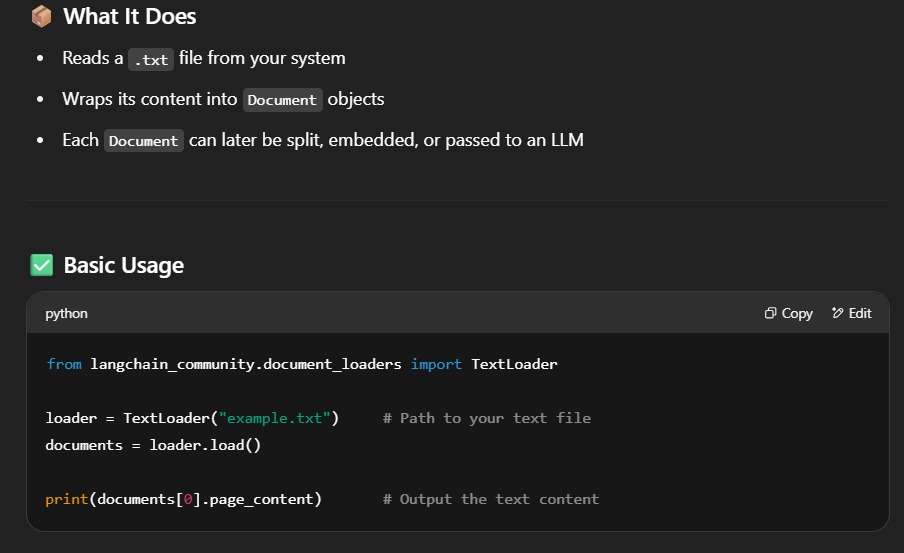 📦 What It Does
• Reads a .txt file from your system
• Wraps its content into Document objects
• Each Document can later be split, embedded, or passed to an LLM
✅ Basic Usage
python Copy Edit
from langchain_community.document_loaders import TextLoader
loader = TextLoader("example.txt")     # Path to your text file
documents = loader.load()
print(documents[0].page_content)       # Output the text content